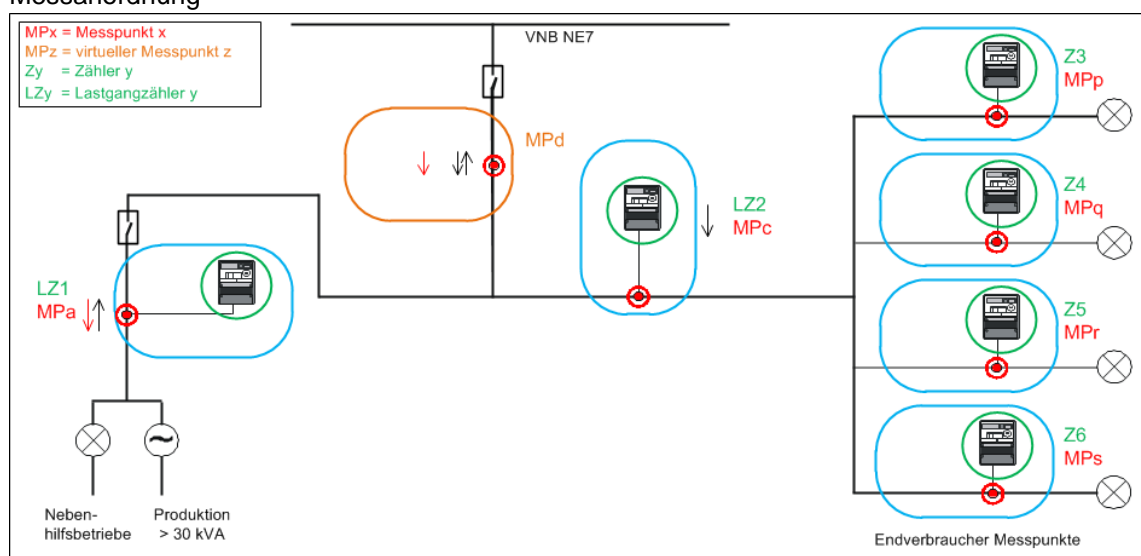 Messanordnung
MPx = Messpunkt x
MPz = virtueller Messpunkt z
Zy = Zähler y
LZy = Lastgangzähler y
VNB NE7
MPd
LZ2
MPc
LZ1
MPa
Z3
MPp
Z4
MPq
Z5
MPr
Z6
MPs
Neben-
hilfsbetriebe
Produktion
> 30 kVA
Endverbraucher Messpunkte